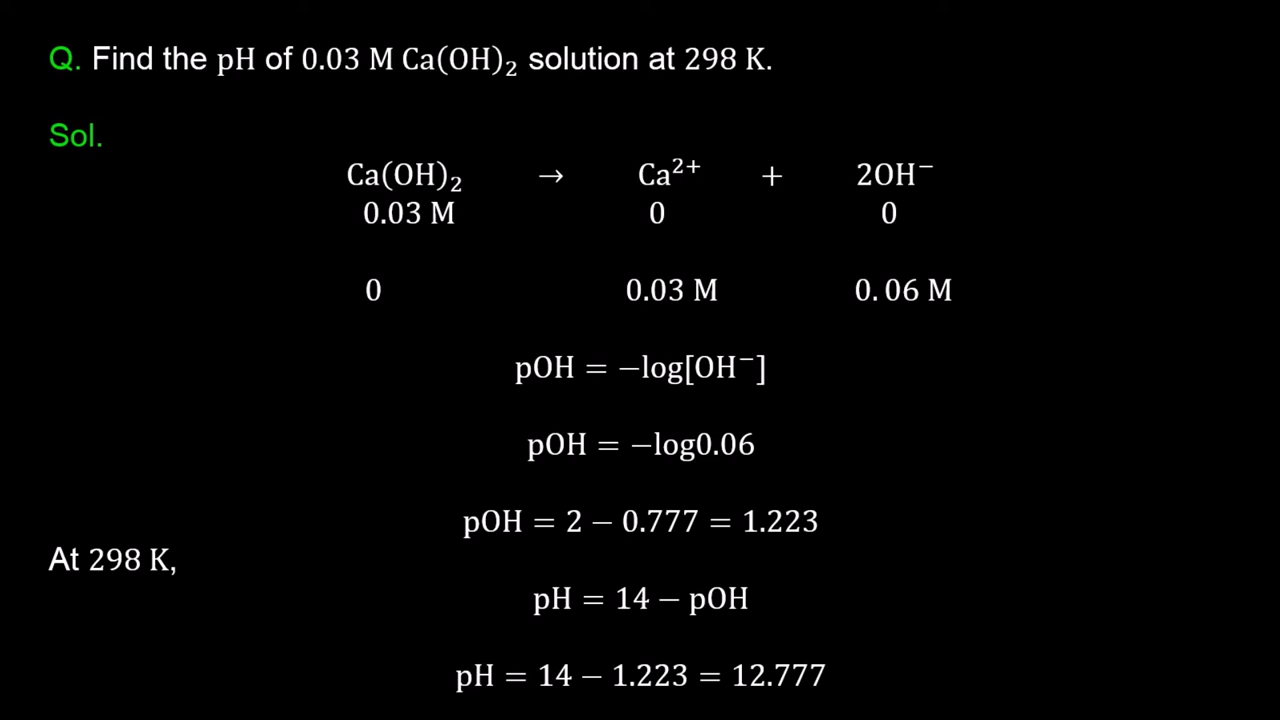 Q. Find the pH of 0.03 M Ca(OH)₂ solution at 298 K.
Sol.
Ca(OH)₂ → Ca²⁺ + 2OH⁻
0.03 M 0 0
0 0.03 M 0.06 M
pOH = −log[OH⁻]
pOH = −log0.06
pOH = 2 − 0.777 = 1.223
At 298 K,
pH = 14 − pOH
pH = 14 − 1.223 = 12.777